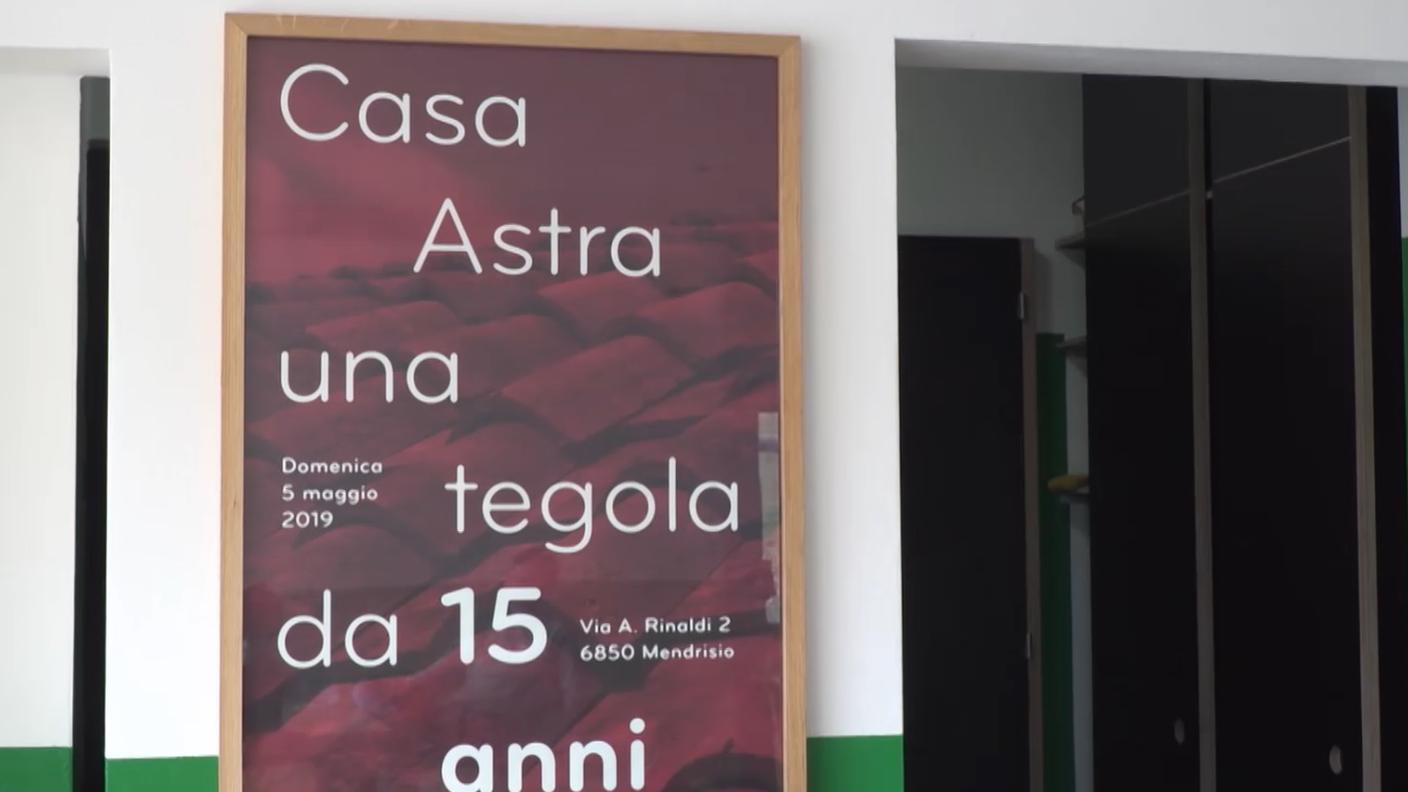 Casa
Astra
una
Domenica
5 maggio
2019
tegola
da 15
Via A. Rinaldi 2
6850 Mendrisio
anni